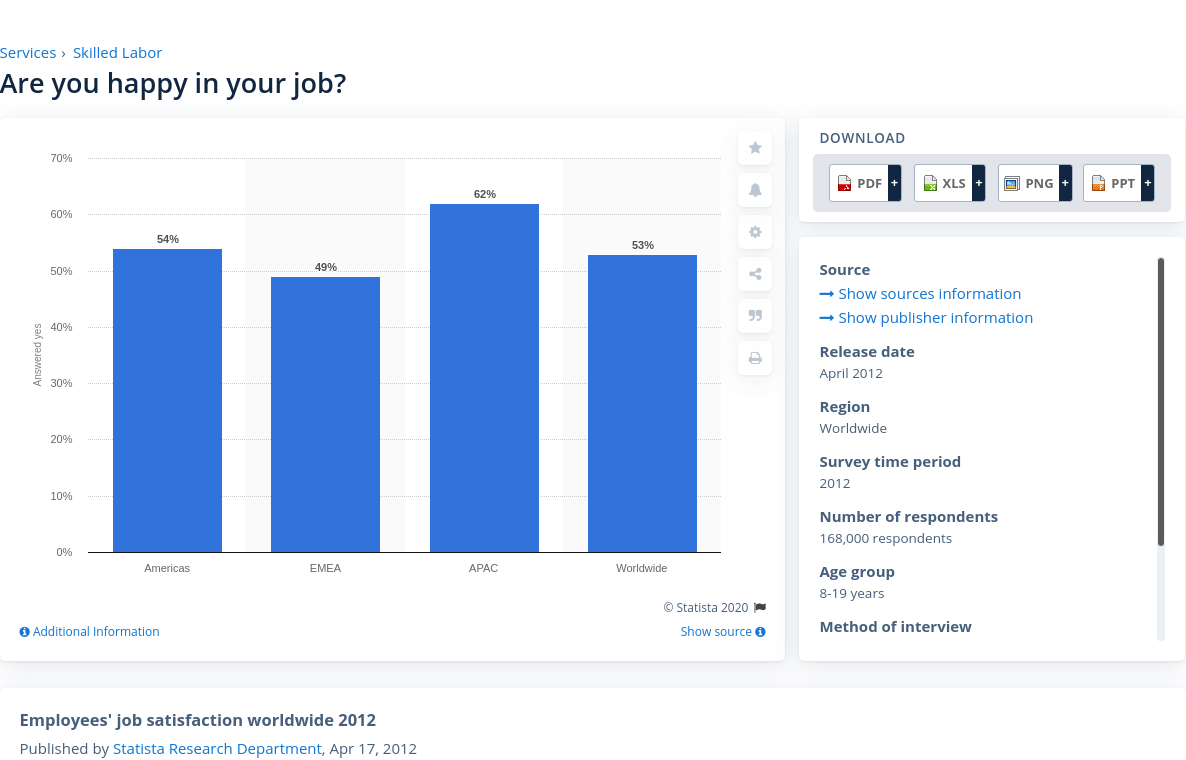 Services › Skilled Labor
Are you happy in your job?
70%
60%
50%
40%
30%
20%
10%
0%
Answered yes
54%
49%
62%
53%
Americas
EMEA
APAC
Worldwide
© Statista 2020
Additional Information
Show source
DOWNLOAD
PDF +
XLS +
PNG +
PPT +
Source
Show sources information
Show publisher information
Release date
April 2012
Region
Worldwide
Survey time period
2012
Number of respondents
168,000 respondents
Age group
8-19 years
Method of interview
Employees' job satisfaction worldwide 2012
Published by Statista Research Department, Apr 17, 2012